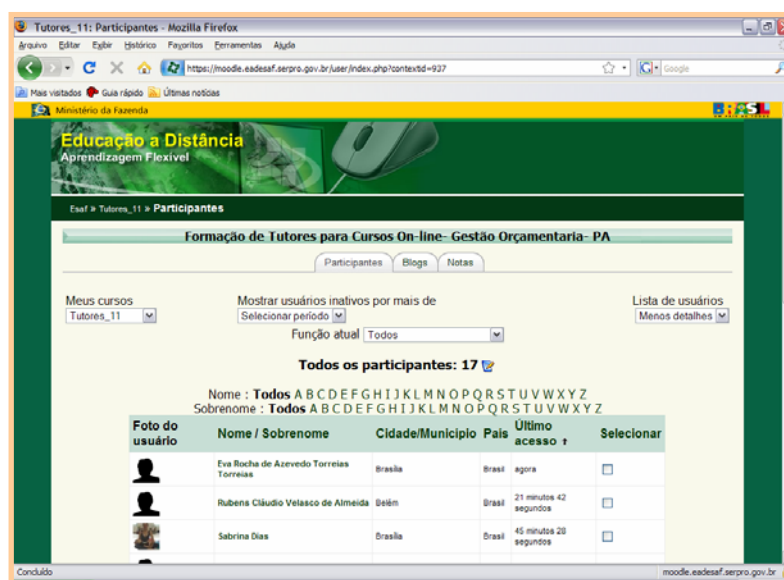 Tutores_11: Participantes - Mozilla Firefox
Arquivo Editar Exibir Histórico Favoritos Ferramentas Ajuda
https://moodle.eadesaf.serpro.gov.br/user/index.php?contextid=937
G Google
Mais visitados Guia rápido Últimas notícias
Ministério da Fazenda
BRASIL
Educação a Distância
Aprendizagem Flexível
Esaf » Tutores_11 » Participantes
Formação de Tutores para Cursos On-line- Gestão Orçamentaria- PA
Participantes Blogs Notas
Meus cursos Mostrar usuários inativos por mais de Lista de usuários
Tutores_11 Selecionar período Menos detalhes
Função atual Todos
Todos os participantes: 17
Nome : Todos A B C D E F G H I J K L M N O P Q R S T U V W X Y Z
Sobrenome : Todos A B C D E F G H I J K L M N O P Q R S T U V W X Y Z
Foto do usuário Nome / Sobrenome Cidade/Município País Último acesso ↑ Selecionar
Eva Rocha de Azevedo Torreias
Torreias Brasília Brasil agora
Rubens Cláudio Velasco de Almeida Belém Brasil 21 minutos 42
segundos
Sabrina Dias Brasília Brasil 45 minutos 28
segundos
Concluído moodle.eadesaf.serpro.gov.br